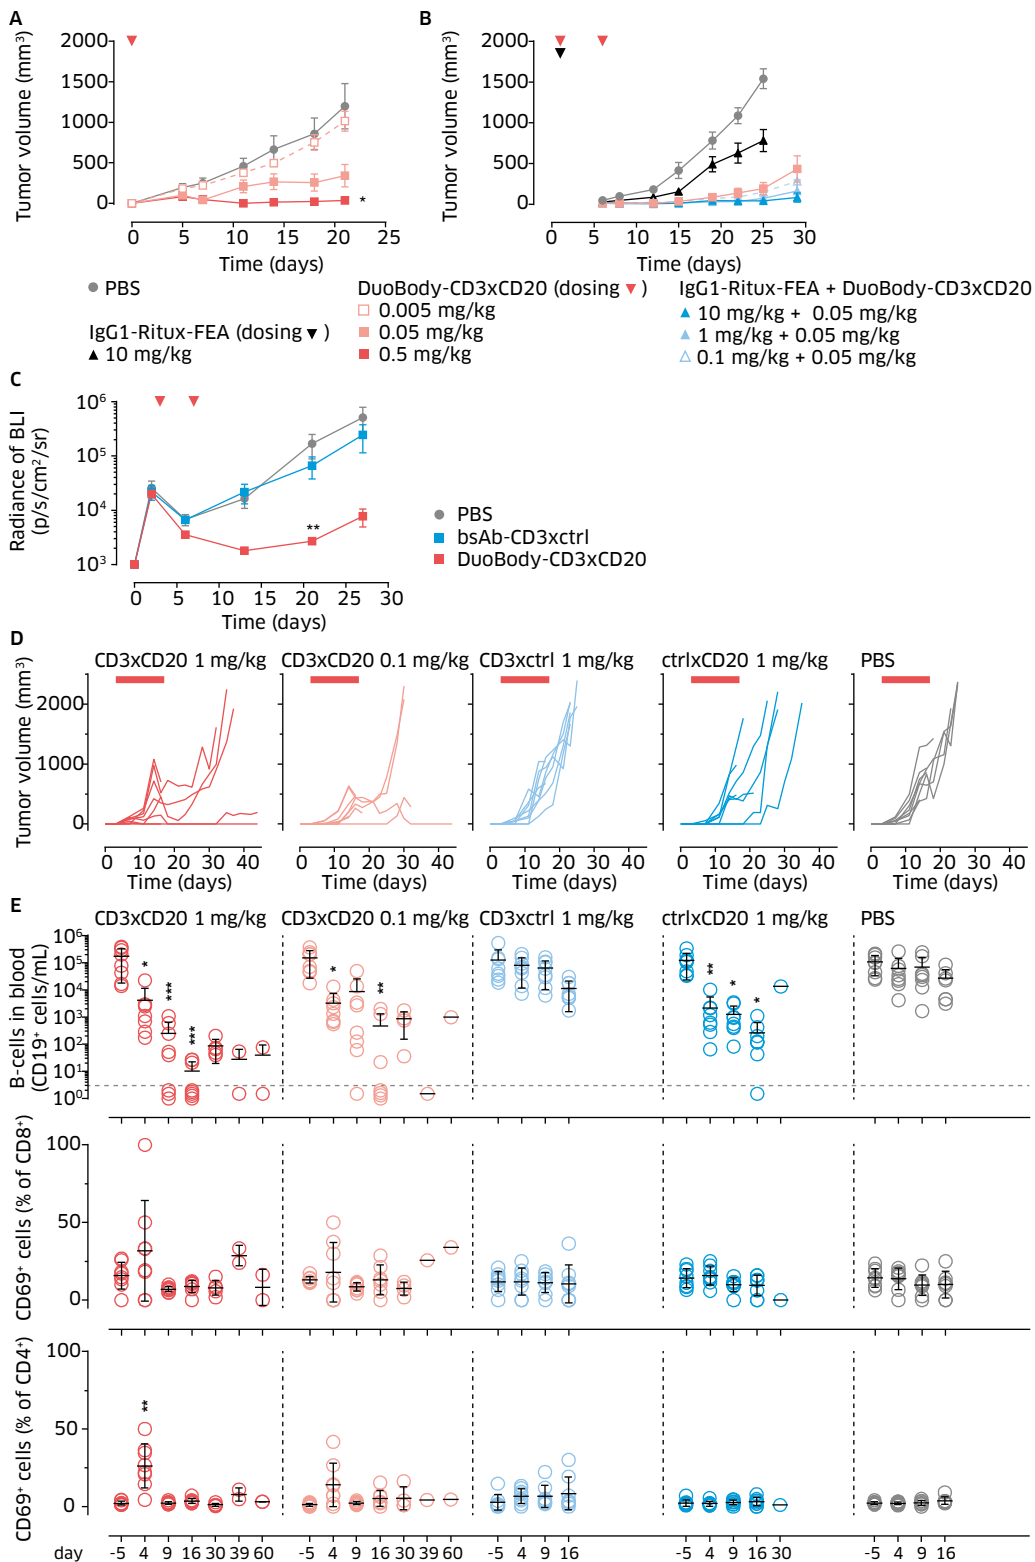 A
B
Tumor volume (mm³)
2000
1000
500
0
0 5 10 15 20 25
Time (days)
*
Tumor volume (mm³)
2000
1000
500
0
0 5 10 15 20 25 30
Time (days)
PBS
IgG1-Ritux-FEA (dosing ▼)
10 mg/kg
DuoBody-CD3xCD20 (dosing ▼)
0.005 mg/kg
0.05 mg/kg
0.5 mg/kg
IgG1-Ritux-FEA + DuoBody-CD3xCD20
10 mg/kg + 0.05 mg/kg
1 mg/kg + 0.05 mg/kg
0.1 mg/kg + 0.05 mg/kg
C
Radiance of BLI
(p/s/cm²/sr)
10⁶
10⁵
10⁴
10³
**
0 5 10 15 20 25 30
Time (days)
PBS
bsAb-CD3xctrl
DuoBody-CD3xCD20
D
CD3xCD20 1 mg/kg CD3xCD20 0.1 mg/kg CD3xctrl 1 mg/kg ctrlxCD20 1 mg/kg PBS
Tumor volume (mm³)
2000
1000
0
0 10 20 30 40 0 10 20 30 40 0 10 20 30 40 0 10 20 30 40 0 10 20 30 40
Time (days) Time (days) Time (days) Time (days) Time (days)
E
CD3xCD20 1 mg/kg CD3xCD20 0.1 mg/kg CD3xctrl 1 mg/kg ctrlxCD20 1 mg/kg PBS
B-cells in blood
(CD19⁺ cells/mL)
10⁶
10⁵
10⁴
10³
10²
10¹
10⁰
* *** *** * ** ** * *
CD69⁺ cells (% of CD8⁺)
100
50
0
CD69⁺ cells (% of CD4⁺)
100
50
0
**
day -5 4 9 16 30 39 60 -5 4 9 16 30 39 60 -5 4 9 16 -5 4 9 16 30 -5 4 9 16